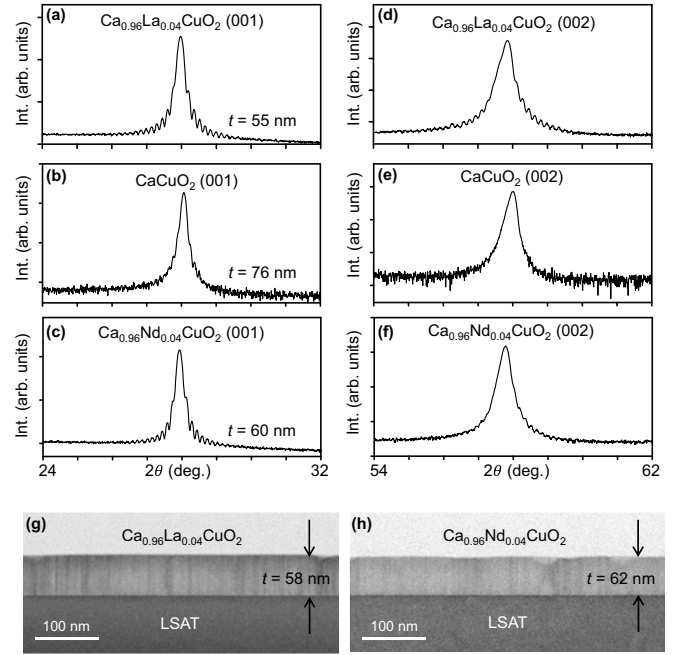 (a)
Ca₀.₉₆La₀.₀₄CuO₂ (001)
t = 55 nm
Int. (arb. units)
(d)
Ca₀.₉₆La₀.₀₄CuO₂ (002)
Int. (arb. units)
(b)
CaCuO₂ (001)
t = 76 nm
Int. (arb. units)
(e)
CaCuO₂ (002)
Int. (arb. units)
(c)
Ca₀.₉₆Nd₀.₀₄CuO₂ (001)
t = 60 nm
Int. (arb. units)
24
2θ (deg.)
32
(f)
Ca₀.₉₆Nd₀.₀₄CuO₂ (002)
Int. (arb. units)
54
2θ (deg.)
62
(g)
Ca₀.₉₆La₀.₀₄CuO₂
t = 58 nm
LSAT
100 nm
(h)
Ca₀.₉₆Nd₀.₀₄CuO₂
t = 62 nm
LSAT
100 nm